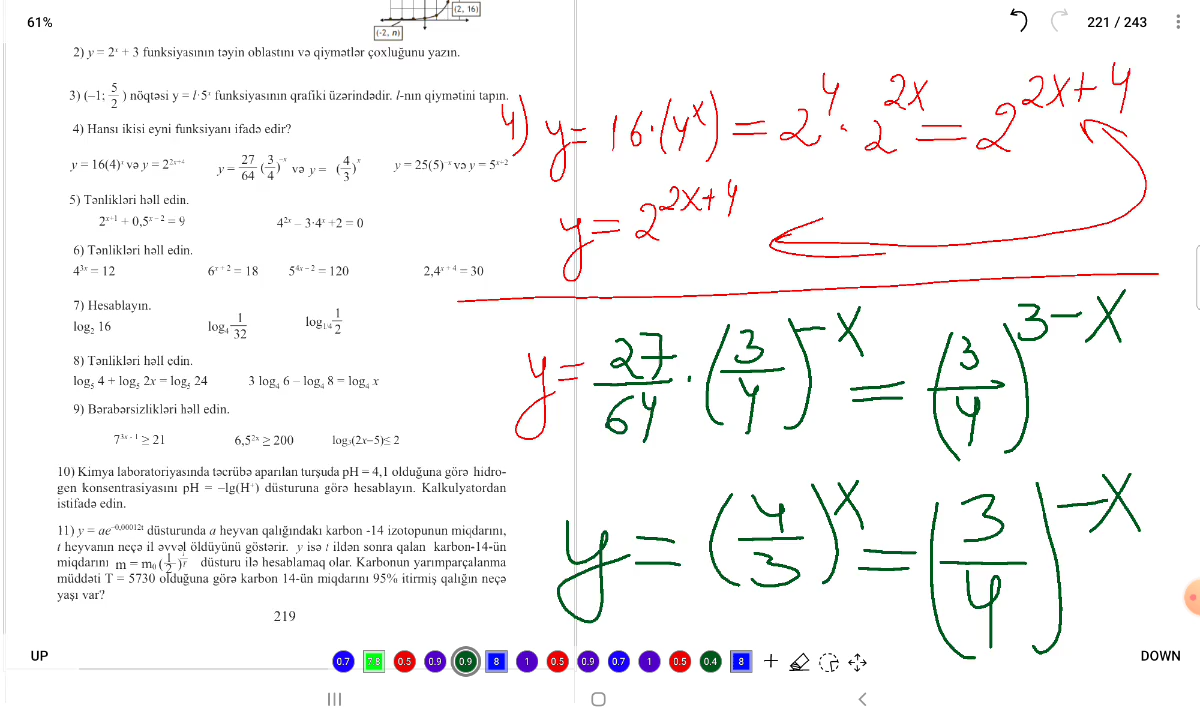 61%
221 / 243
(2, 16)
(-2, n)
2) y = 2ˣ + 3 funksiyasının təyin oblastını və qiymətlər çoxluğunu yazın.
3) (–1; 5/2) nöqtəsi y = l·5ˣ funksiyasının qrafiki üzərindədir. l-nın qiymətini tapın.
4) Hansı ikisi eyni funksiyanı ifadə edir?
y = 16(4)ˣ və y = 2²ˣ⁺⁴ y = 27/64 (3/4)⁻ˣ və y = (4/3)ˣ y = 25(5)⁻ˣ və y = 5ˣ⁺²
5) Tənlikləri həll edin.
2ˣ⁺¹ + 0,5ˣ⁻² = 9 4²ˣ – 3·4ˣ +2 = 0
6) Tənlikləri həll edin.
4³ˣ = 12 6ˣ⁺² = 18 5⁴ˣ⁻² = 120 2,4ˣ⁺⁴ = 30
7) Hesablayın.
log₂ 16 log₄ 1/32 log₁/₄ 1/2
8) Tənlikləri həll edin.
log₅ 4 + log₅ 2x = log₅ 24 3 log₄ 6 – log₄ 8 = log₄ x
9) Bərabərsizlikləri həll edin.
7³ˣ⁻¹ ≥ 21 6,5²ˣ ≥ 200 log₃(2x–5)≤ 2
10) Kimya laboratoriyasında təcrübə aparılan turşuda pH = 4,1 olduğuna görə hidro-
gen konsentrasiyasını pH = –lg(H⁺) düsturuna görə hesablayın. Kalkulyatordan
istifadə edin.
11) y = ae⁻⁰,⁰⁰⁰¹²ᵗ düsturunda a heyvan qalığındakı karbon -14 izotopunun miqdarını,
t heyvanın neçə il əvvəl öldüyünü göstərir. y isə t ildən sonra qalan karbon-14-ün
miqdarını m = m₀(1/2)^(t/T) düsturu ilə hesablamaq olar. Karbonun yarımparçalanma
müddəti T = 5730 olduğuna görə karbon 14-ün miqdarını 95% itirmiş qalığın neçə
yaşı var?
219
4) y = 16·(4ˣ) = 2⁴ · 2²ˣ = 2²ˣ⁺⁴
y = 2²ˣ⁺⁴
y = 27/64 · (3/4)⁻ˣ = (3/4)³⁻ˣ
y = (4/3)ˣ = (3/4)⁻ˣ
UP
0.7 7.8 0.5 0.9 0.9 8 1 0.5 0.9 0.7 1 0.5 0.4 8
DOWN